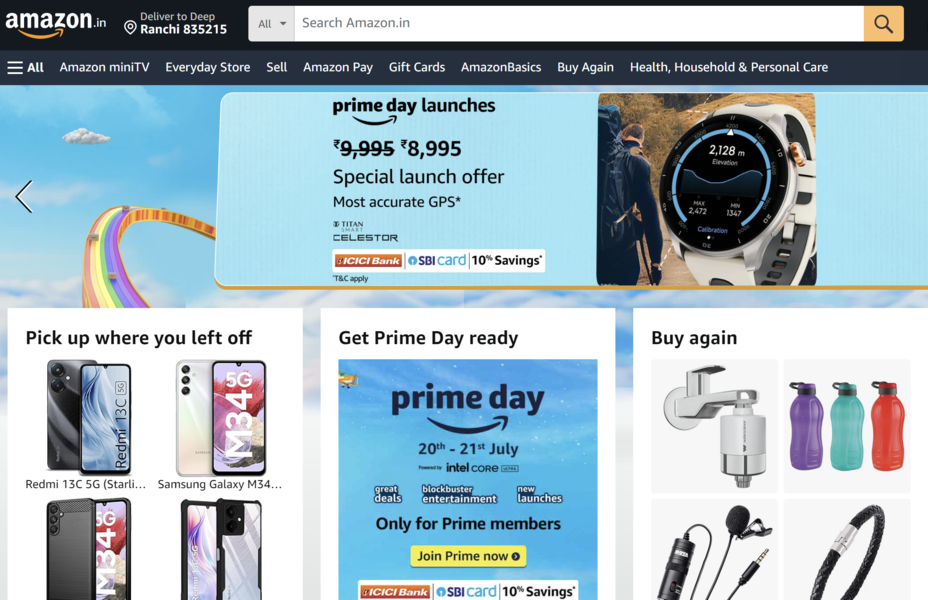 amazon.in
Deliver to Deep
Ranchi 835215
All
Search Amazon.in
All
Amazon miniTV
Everyday Store
Sell
Amazon Pay
Gift Cards
AmazonBasics
Buy Again
Health, Household & Personal Care
prime day launches
₹9,995 ₹8,995
Special launch offer
Most accurate GPS*
TITAN
SMART
CELESTOR
ICICI Bank SBI card 10% Savings*
*T&C apply
2,128 m
Elevation
MAX
2,472
MIN
1347
Calibration
Pick up where you left off
Redmi 13C 5G
5G
M34
Redmi 13C 5G (Starli...
Samsung Galaxy M34...
5G
M34
Get Prime Day ready
prime day
20th - 21st July
Powered by intel CORE ULTRA
great deals
blockbuster entertainment
new launches
Only for Prime members
Join Prime now
ICICI Bank SBI card 10% Savings*
Buy again